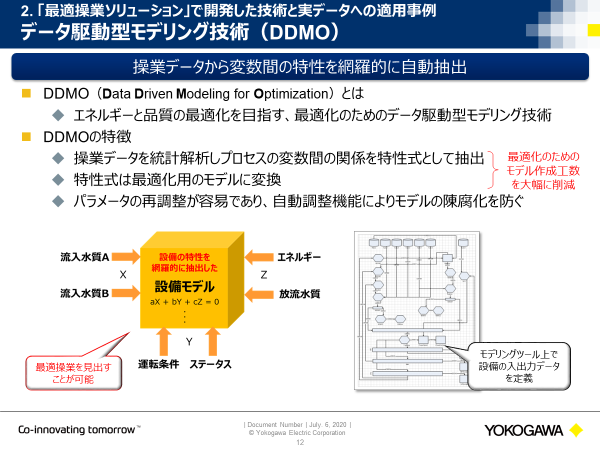 2. 「最適操業ソリューション」で開発した技術と実データへの適用事例
データ駆動型モデリング技術（DDMO）
操業データから変数間の特性を網羅的に自動抽出
DDMO（Data Driven Modeling for Optimization）とは
エネルギーと品質の最適化を目指す、最適化のためのデータ駆動型モデリング技術
DDMOの特徴
操業データを統計解析しプロセスの変数間の関係を特性式として抽出
特性式は最適化用のモデルに変換
パラメータの再調整が容易であり、自動調整機能によりモデルの陳腐化を防ぐ
最適化のための
モデル作成工数
を大幅に削減
流入水質A
X
流入水質B
設備の特性を
網羅的に抽出した
設備モデル
aX + bY + cZ = 0
:
:
エネルギー
Z
放流水質
Y
運転条件 ステータス
最適操業を見出す
ことが可能
モデリングツール上で
設備の入出力データ
を定義
Co-innovating tomorrow™
| Document Number | July. 6, 2020 |
© Yokogawa Electric Corporation
12
YOKOGAWA